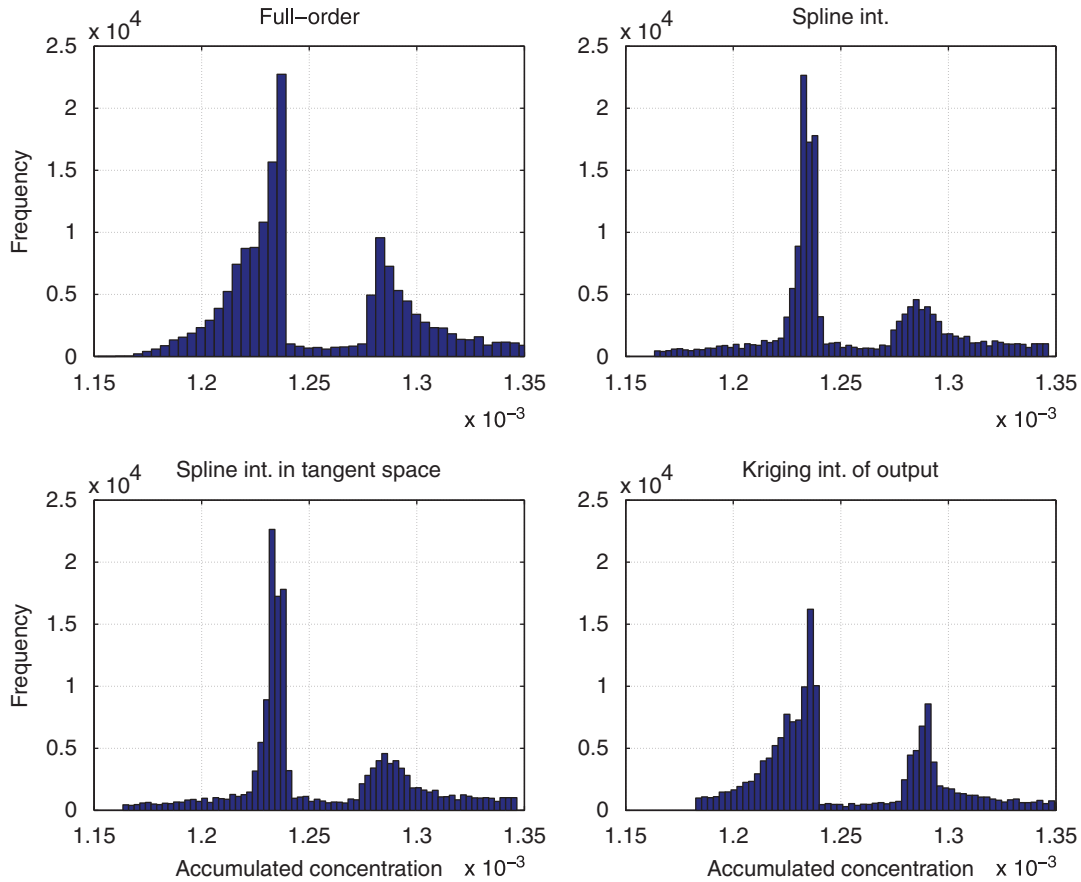 Full–order
x 10^4
2.5
2
1.5
1
0.5
0
Frequency
1.15 1.2 1.25 1.3 1.35
x 10^–3
Spline int.
x 10^4
2.5
2
1.5
1
0.5
0
1.15 1.2 1.25 1.3 1.35
x 10^–3
Spline int. in tangent space
x 10^4
2.5
2
1.5
1
0.5
0
Frequency
1.15 1.2 1.25 1.3 1.35
Accumulated concentration x 10^–3
Kriging int. of output
x 10^4
2.5
2
1.5
1
0.5
0
1.15 1.2 1.25 1.3 1.35
Accumulated concentration x 10^–3